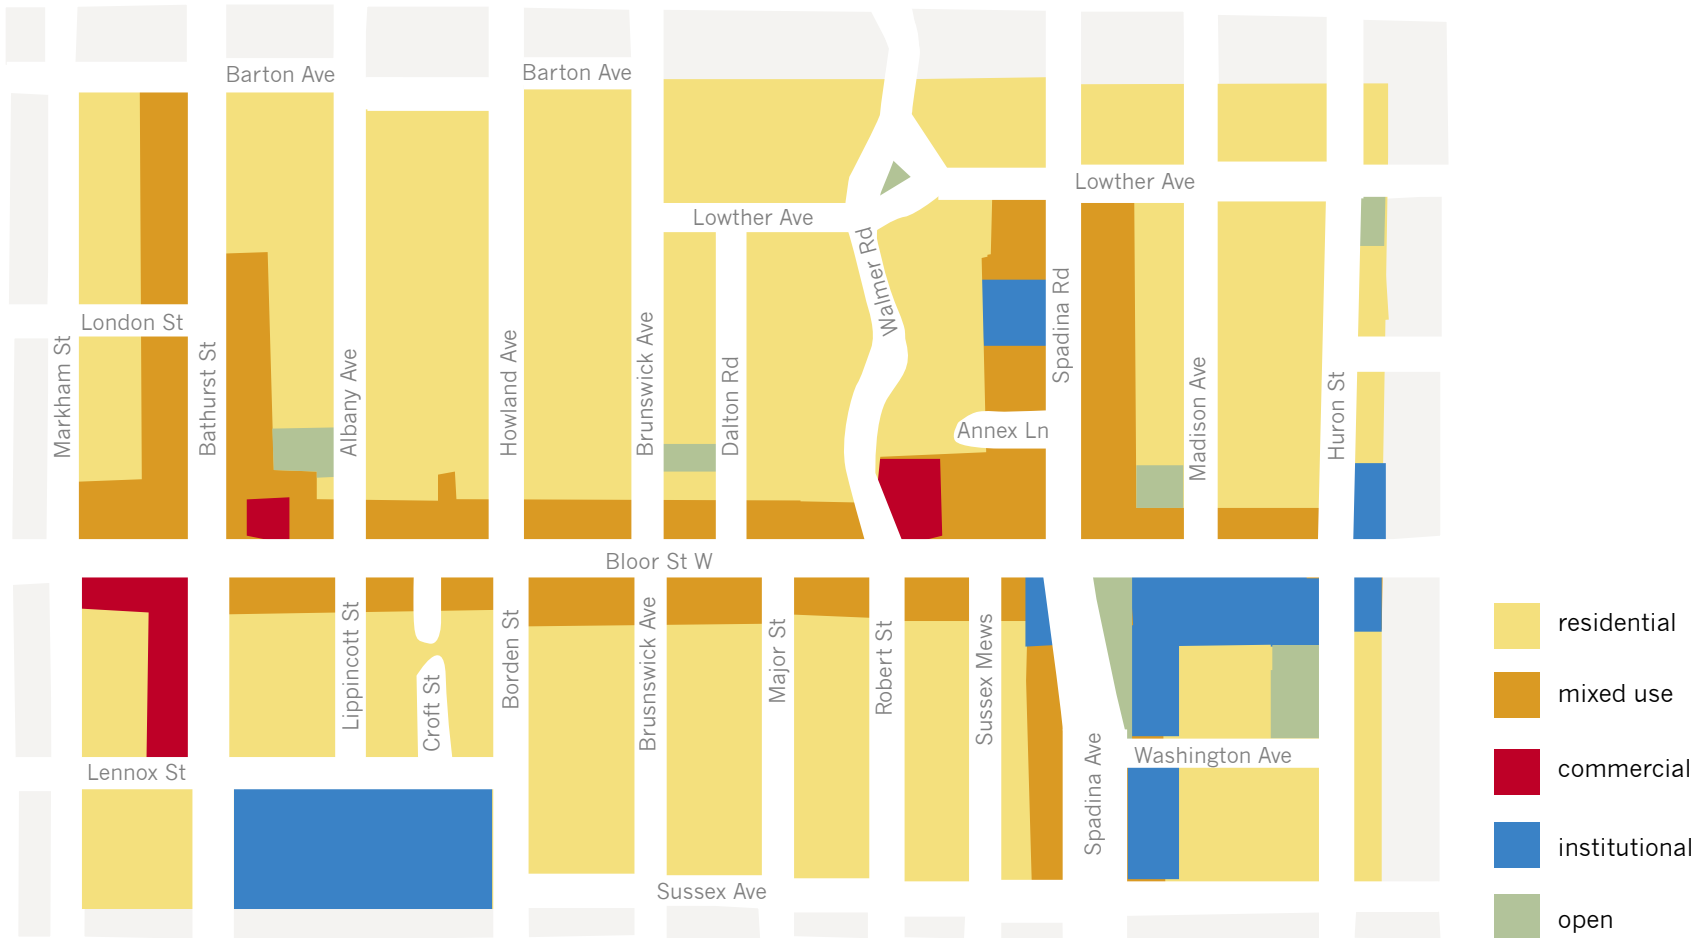 Barton Ave
Barton Ave
Lowther Ave
Lowther Ave
Walmer Rd
Spadina Rd
London St
Markham St
Bathurst St
Albany Ave
Howland Ave
Brunswick Ave
Dalton Rd
Madison Ave
Huron St
Annex Ln
Bloor St W
Lippincott St
Croft St
Borden St
Brusnswick Ave
Major St
Robert St
Sussex Mews
Spadina Ave
Washington Ave
Lennox St
Sussex Ave
residential
mixed use
commercial
institutional
open